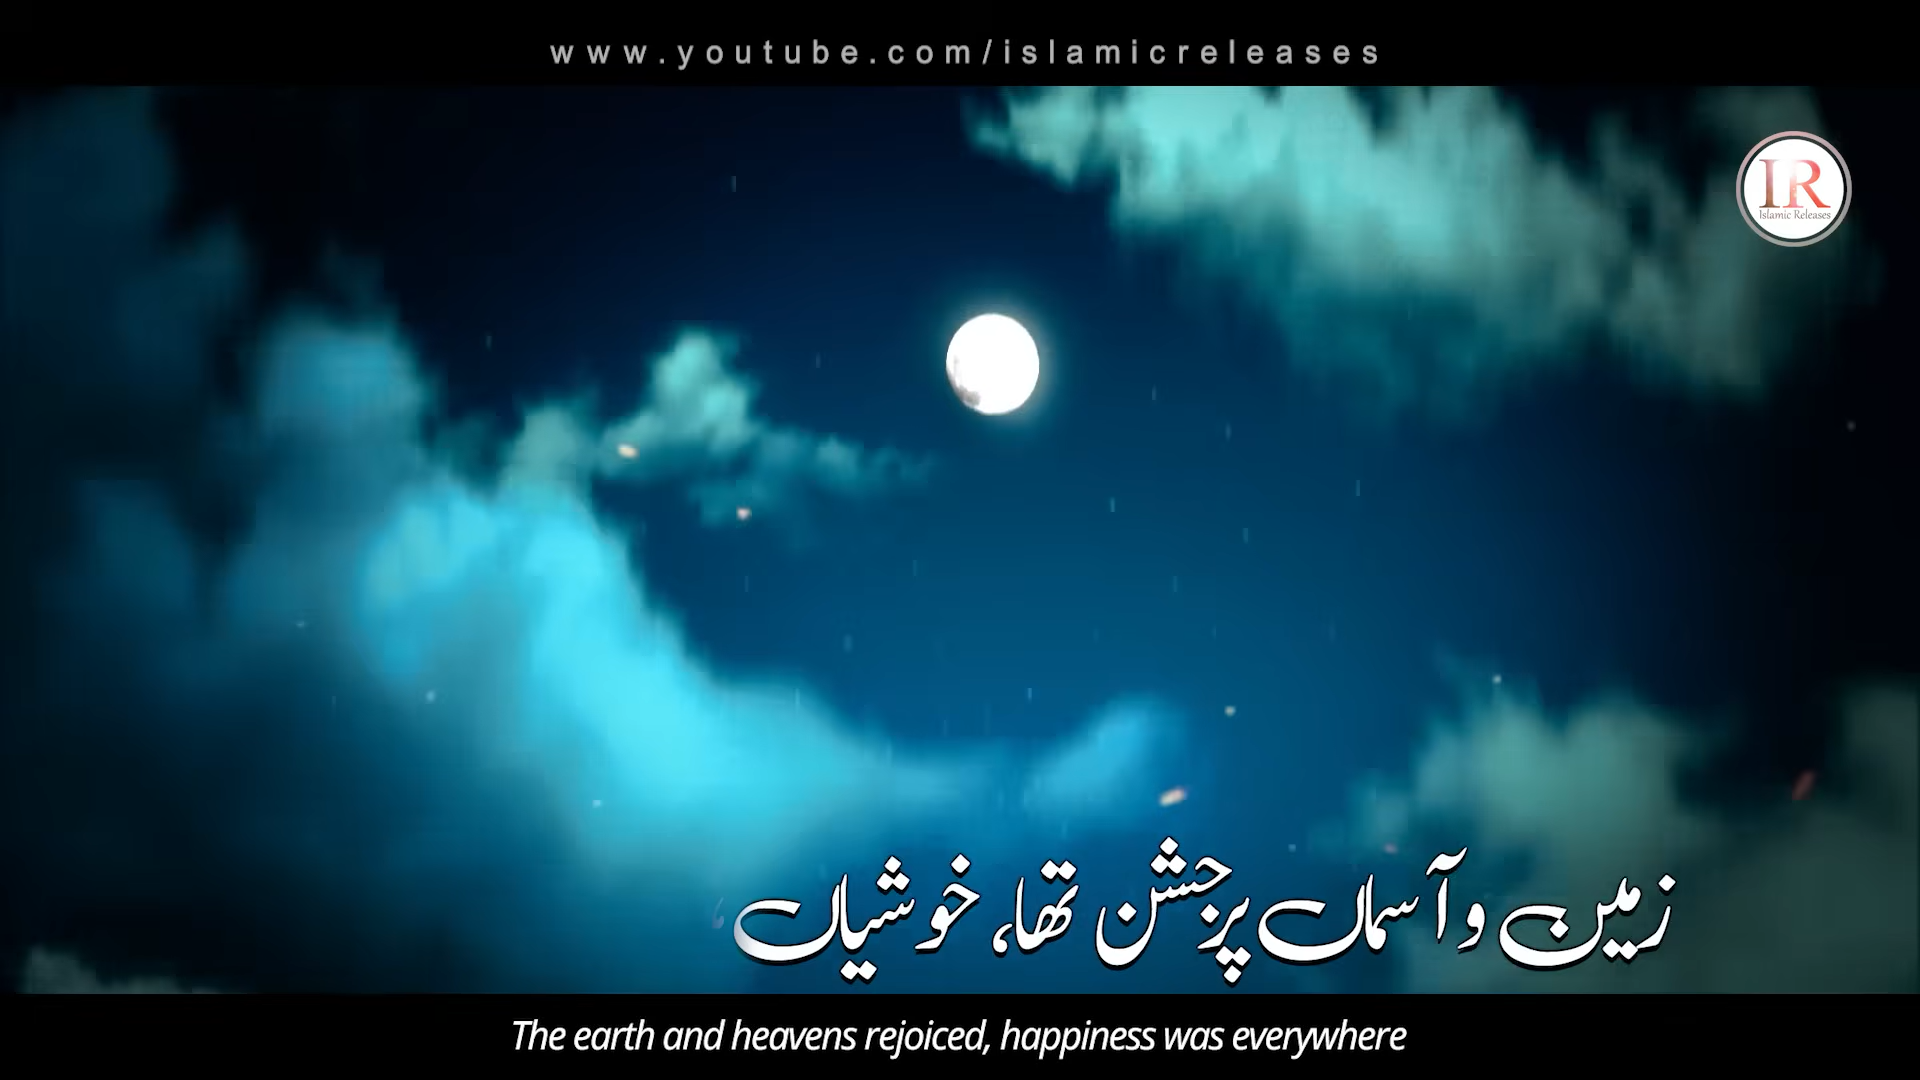 www.youtube.com/islamicreleases
IR
Islamic Releases
زمین و آسماں پر جشن تھا، خوشیاں
The earth and heavens rejoiced, happiness was everywhere